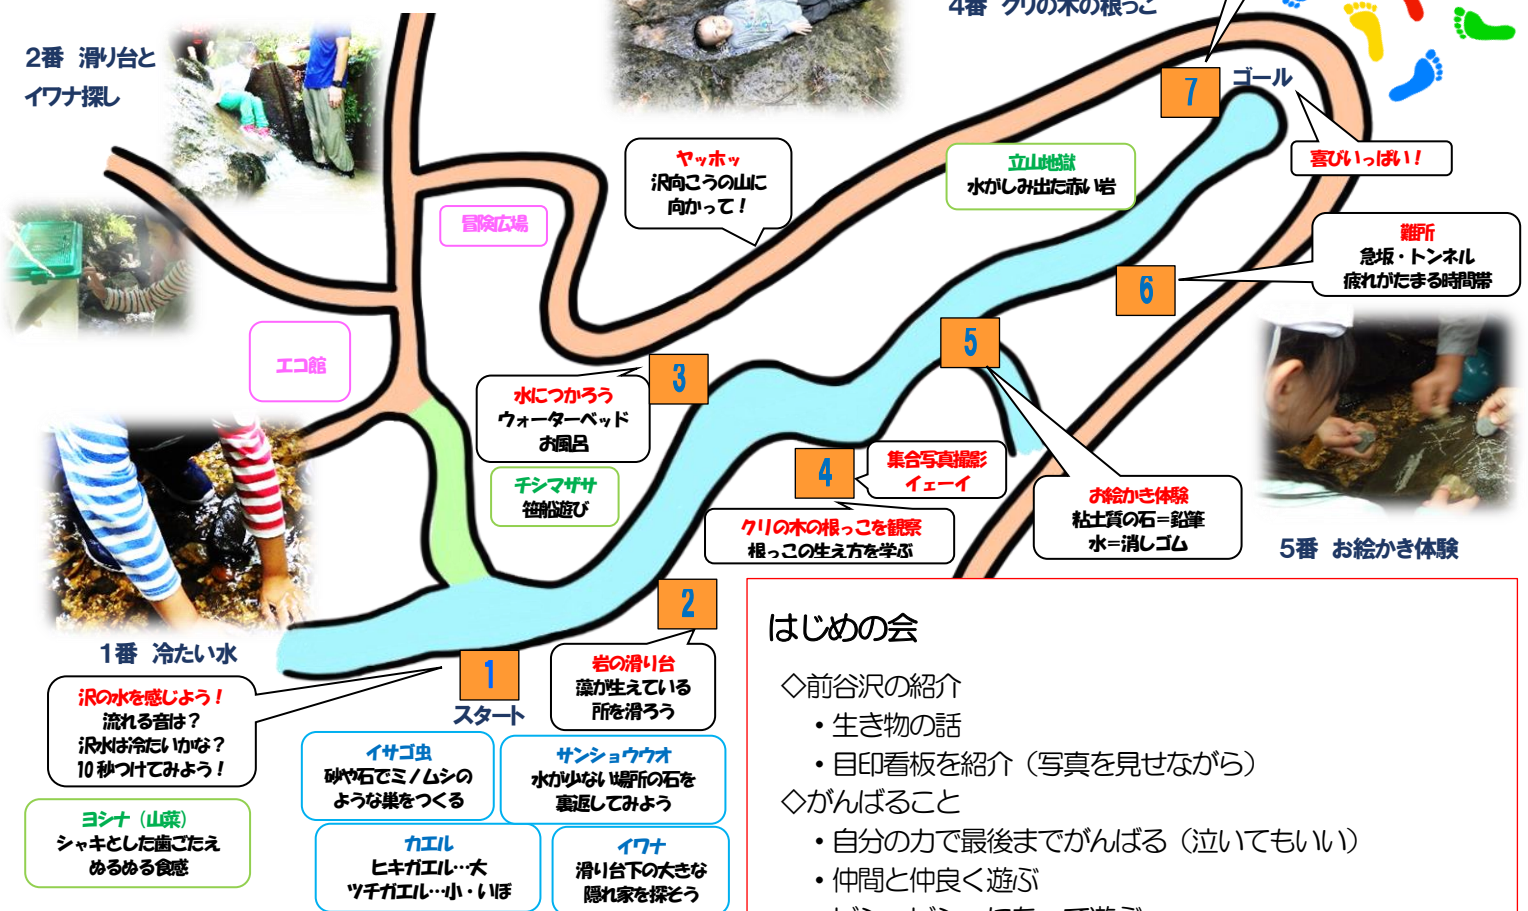 4番 クリの木の根っこ
2番 滑り台と
イワナ探し
7
ゴール
喜びいっぱい!
ヤッホッ
沢向こうの山に
向かって!
立山地獄
水がしみ出た赤い岩
冒険広場
難所
急坂・トンネル
疲れがたまる時間帯
6
5
エコ館
3
水につかろう
ウォーターベッド
お風呂
チシマザサ
笹船遊び
4
集合写真撮影
イェーイ
クリの木の根っこを観察
根っこの生え方を学ぶ
お絵かき体験
粘土質の石=鉛筆
水=消しゴム
5番 お絵かき体験
2
岩の滑り台
藻が生えている
所を滑ろう
1番 冷たい水
1
スタート
沢の水を感じよう!
流れる音は?
沢水は冷たいかな?
10秒つけてみよう!
イサゴ虫
砂や石でミノムシの
ような巣をつくる
サンショウウオ
水が少ない場所の石を
裏返してみよう
ヨシナ(山菜)
シャキとした歯ごたえ
ぬるぬる食感
カエル
ヒキガエル…大
ツチガエル…小・いぼ
イワナ
滑り台下の大きな
隠れ家を探そう
はじめの会
◇前谷沢の紹介
・生き物の話
・目印看板を紹介(写真を見せながら)
◇がんばること
・自分の力で最後までがんばる(泣いてもいい)
・仲間と仲良く遊ぶ